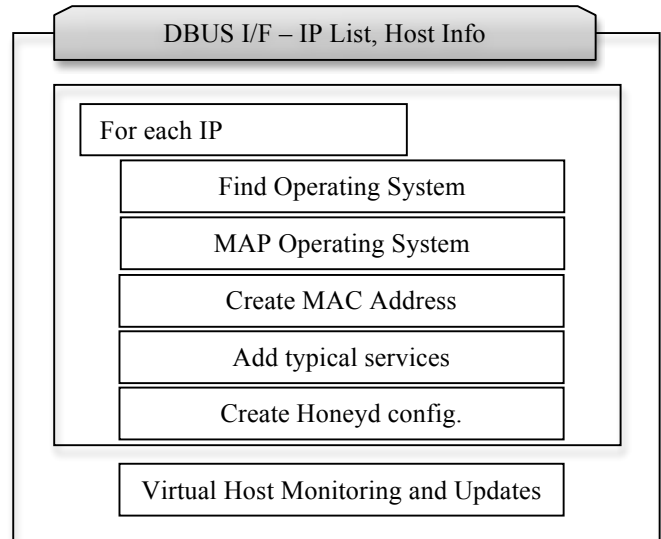 DBUS I/F – IP List, Host Info
For each IP
Find Operating System
MAP Operating System
Create MAC Address
Add typical services
Create Honeyd config.
Virtual Host Monitoring and Updates